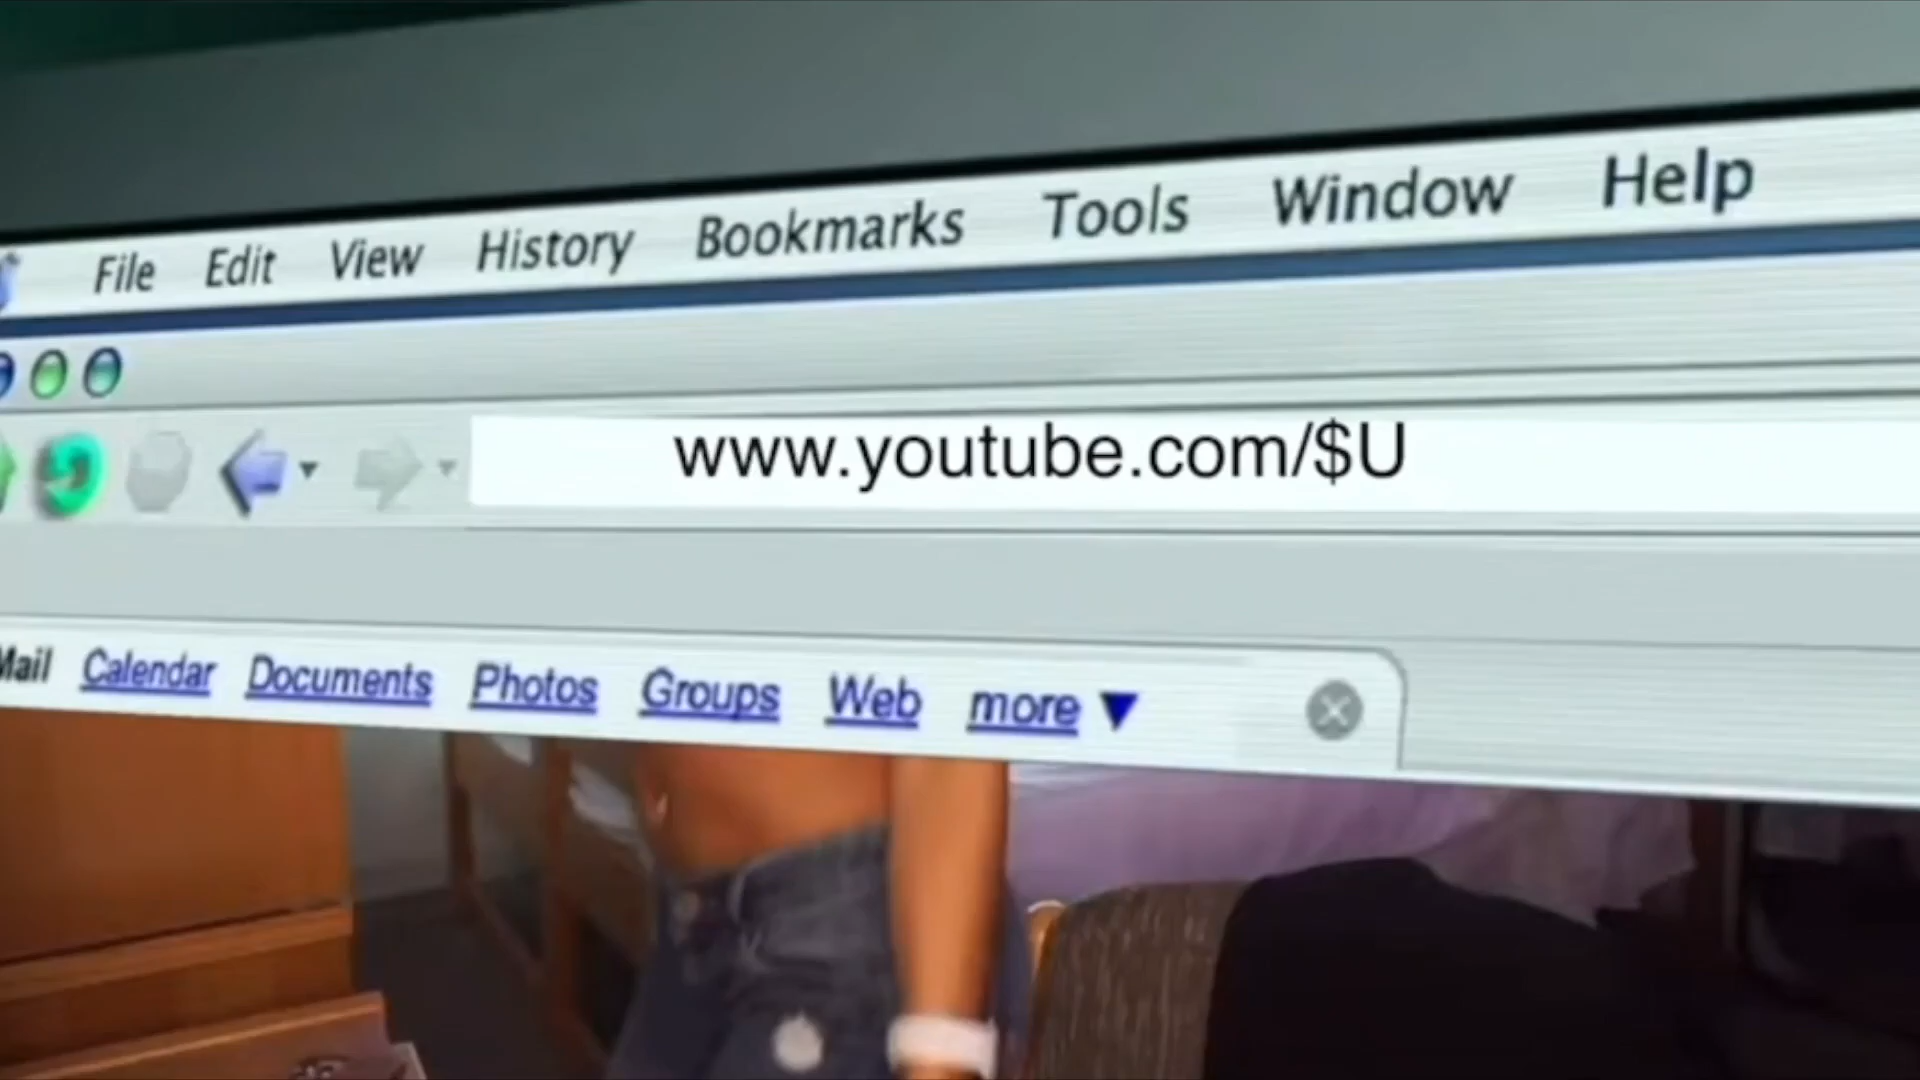 File Edit View History Bookmarks Tools Window Help
www.youtube.com/$U
Mail Calendar Documents Photos Groups Web more